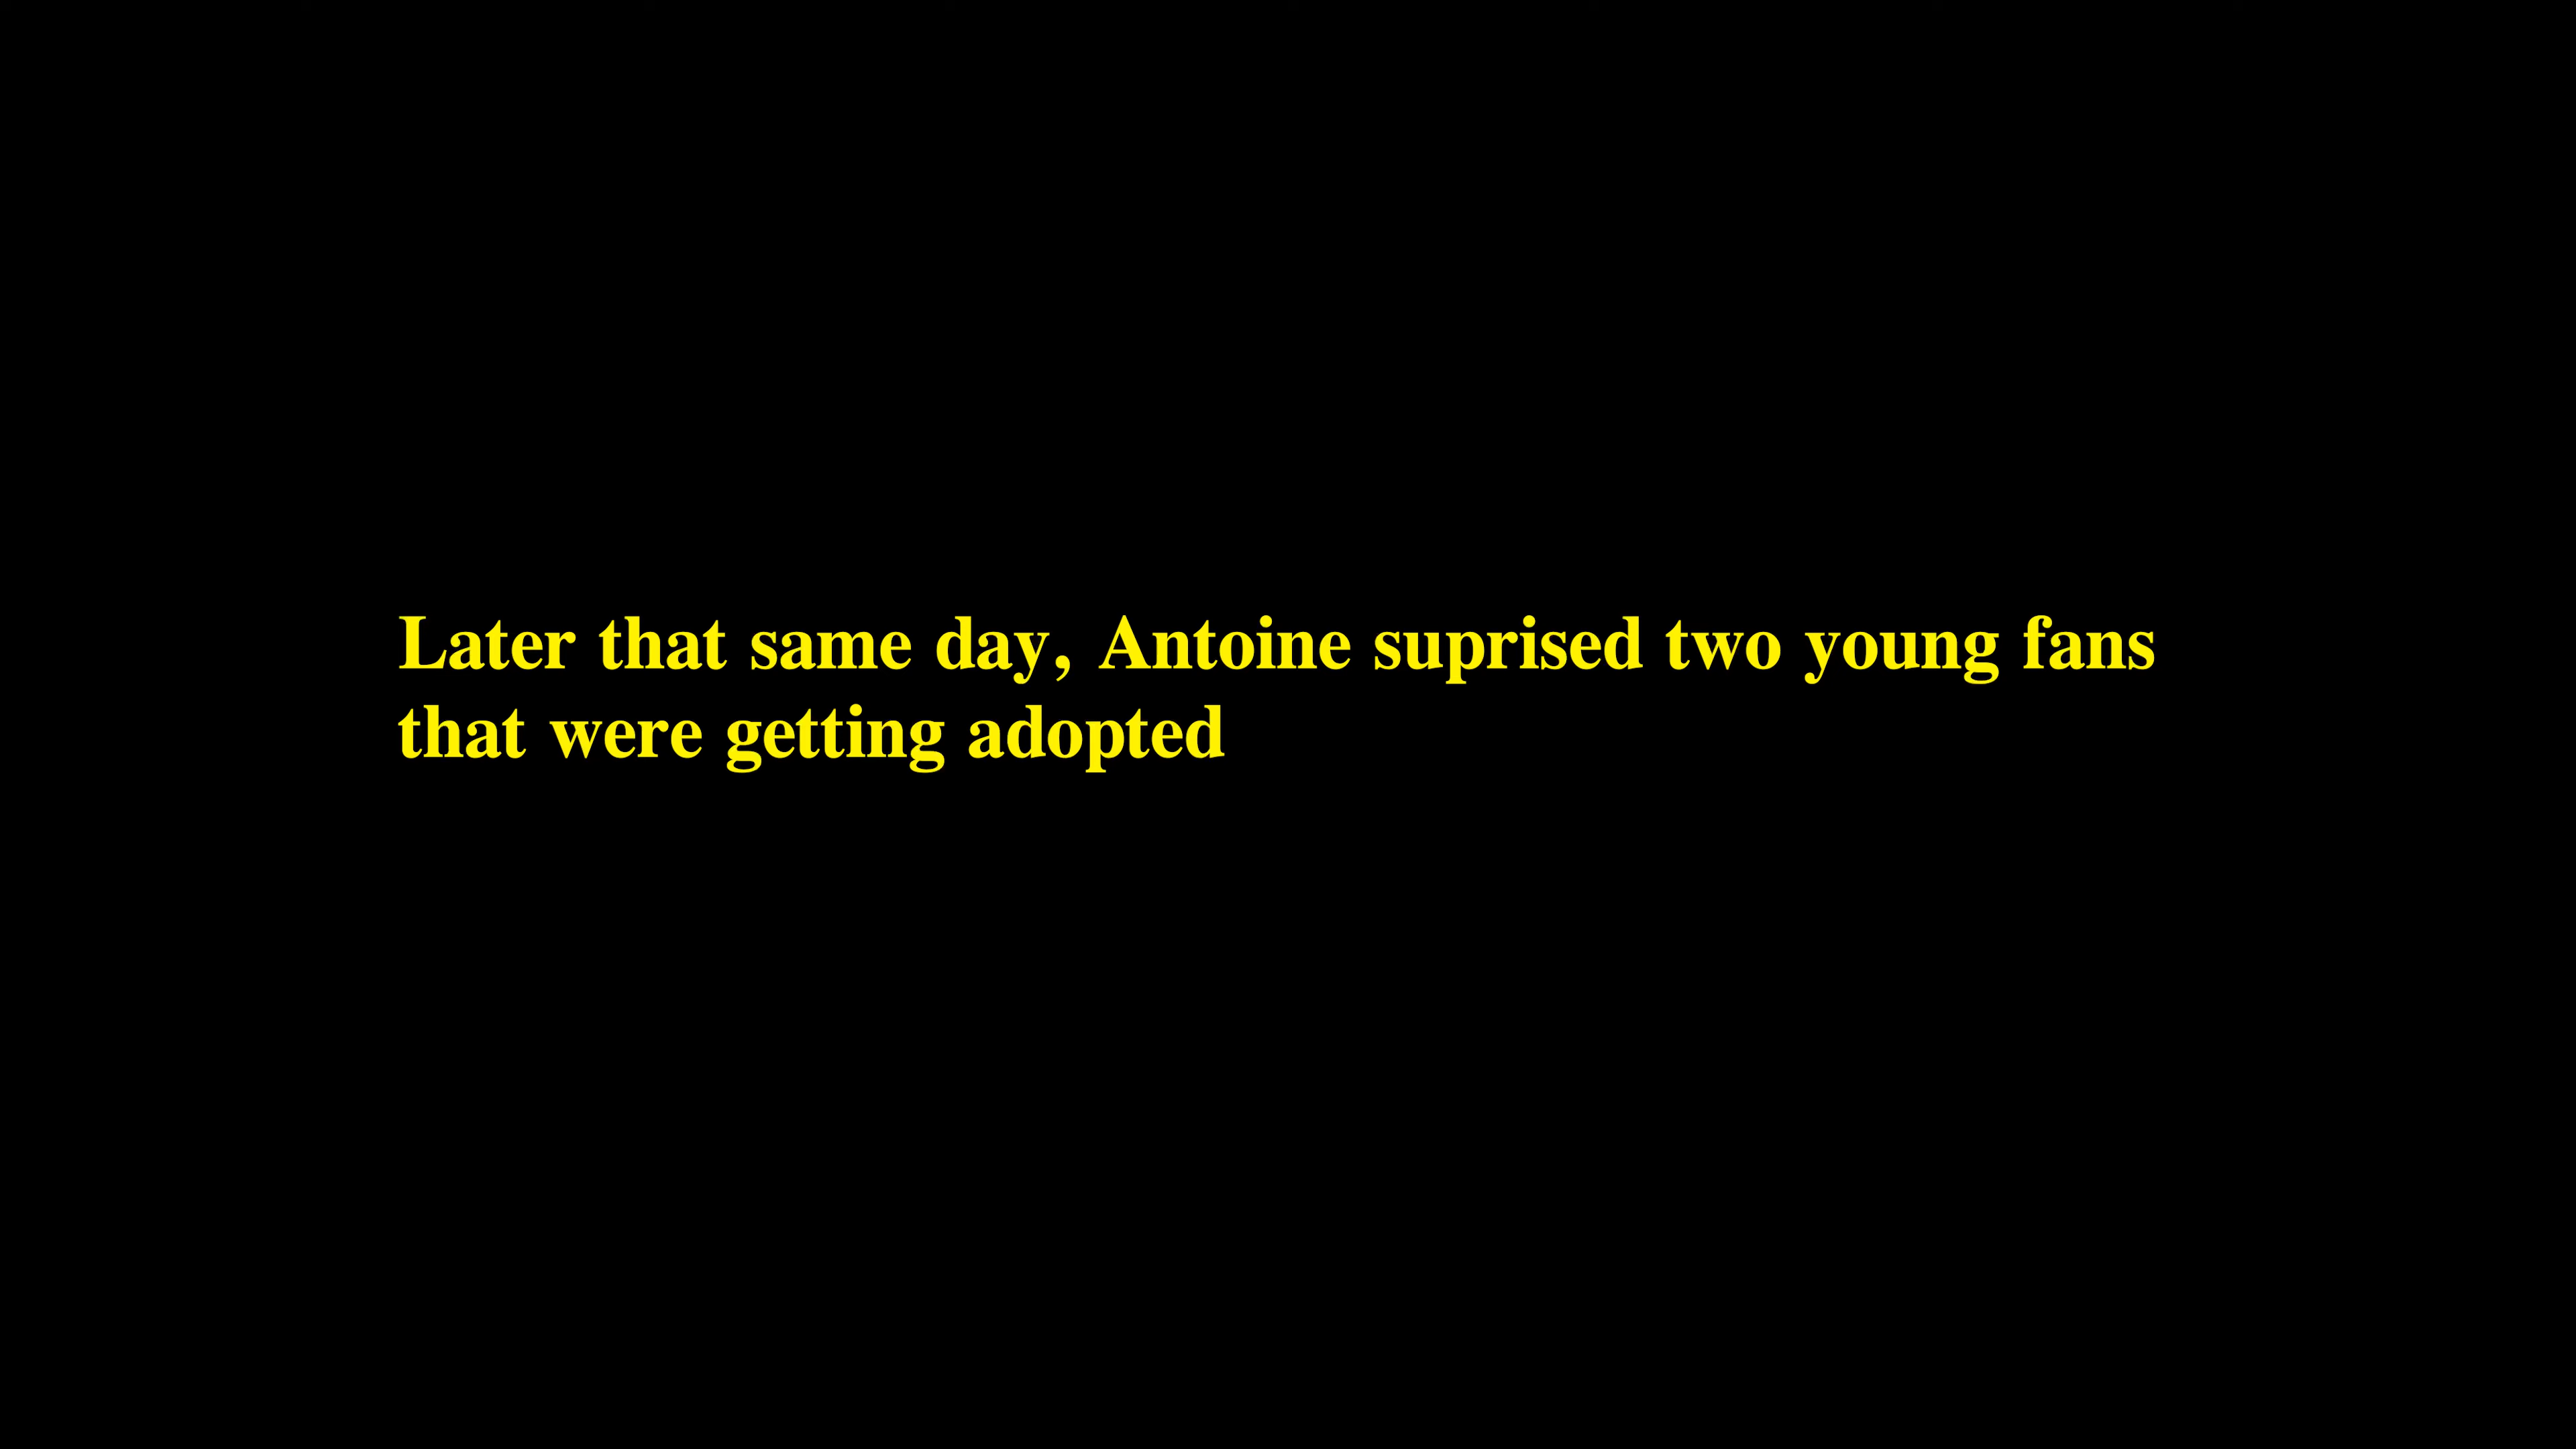 Later that same day, Antoine suprised two young fans
that were getting adopted